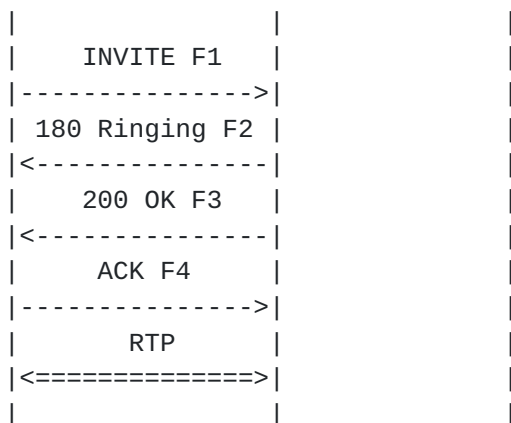 |                |              |
|    INVITE F1   |              |
|--------------->|              |
| 180 Ringing F2 |              |
|<---------------|              |
|    200 OK F3   |              |
|<---------------|              |
|     ACK F4     |              |
|--------------->|              |
|       RTP      |              |
|<==============>|              |
|                |              |